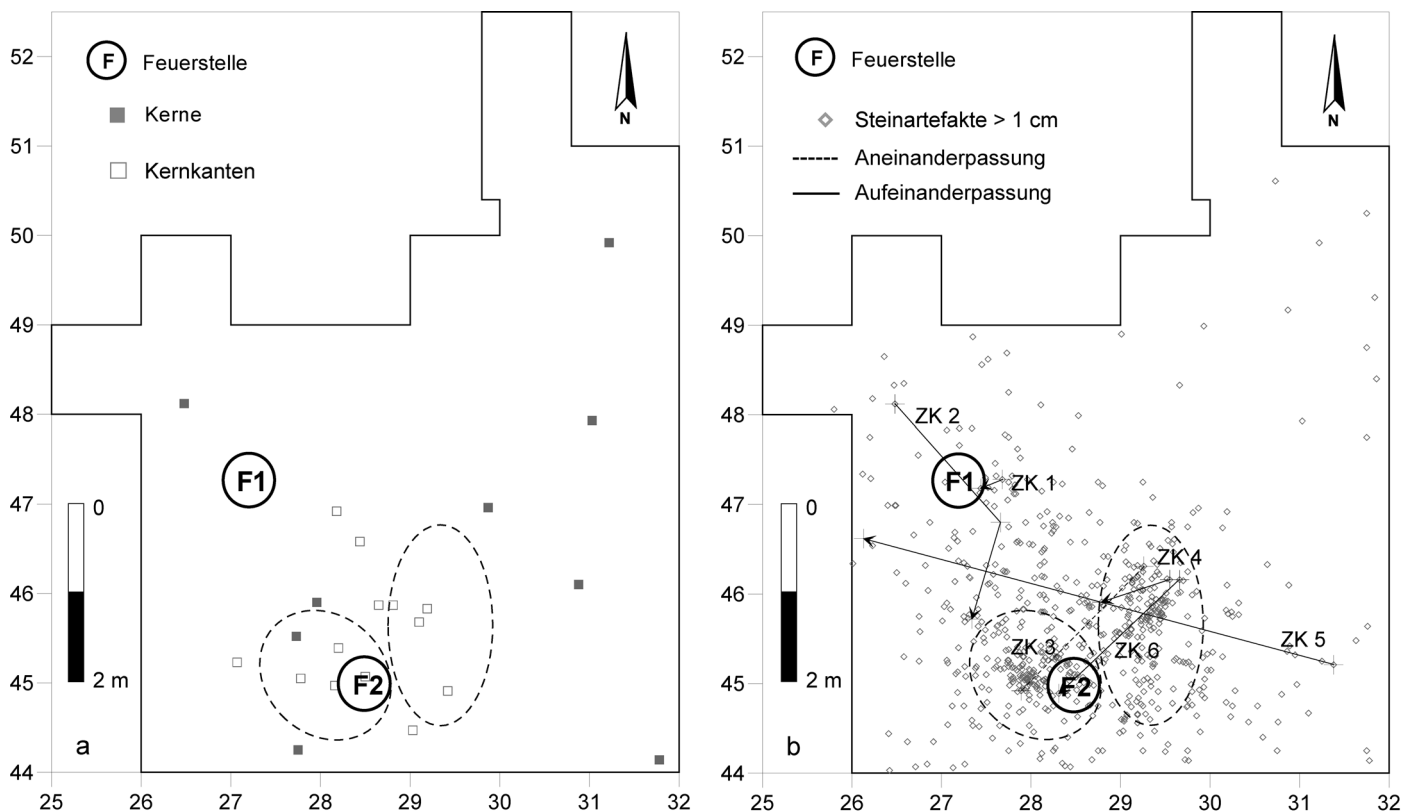 F Feuerstelle
Kerne
Kernkanten
N
52
51
50
49
48
47
46
45
44
F1
F2
0
2 m
a
25 26 27 28 29 30 31 32
F Feuerstelle
Steinartefakte > 1 cm
Aneinanderpassung
Aufeinanderpassung
N
52
51
50
49
48
47
46
45
44
ZK 2
F1
ZK 1
ZK 4
ZK 3
ZK 6
ZK 5
F2
0
2 m
b
25 26 27 28 29 30 31 32